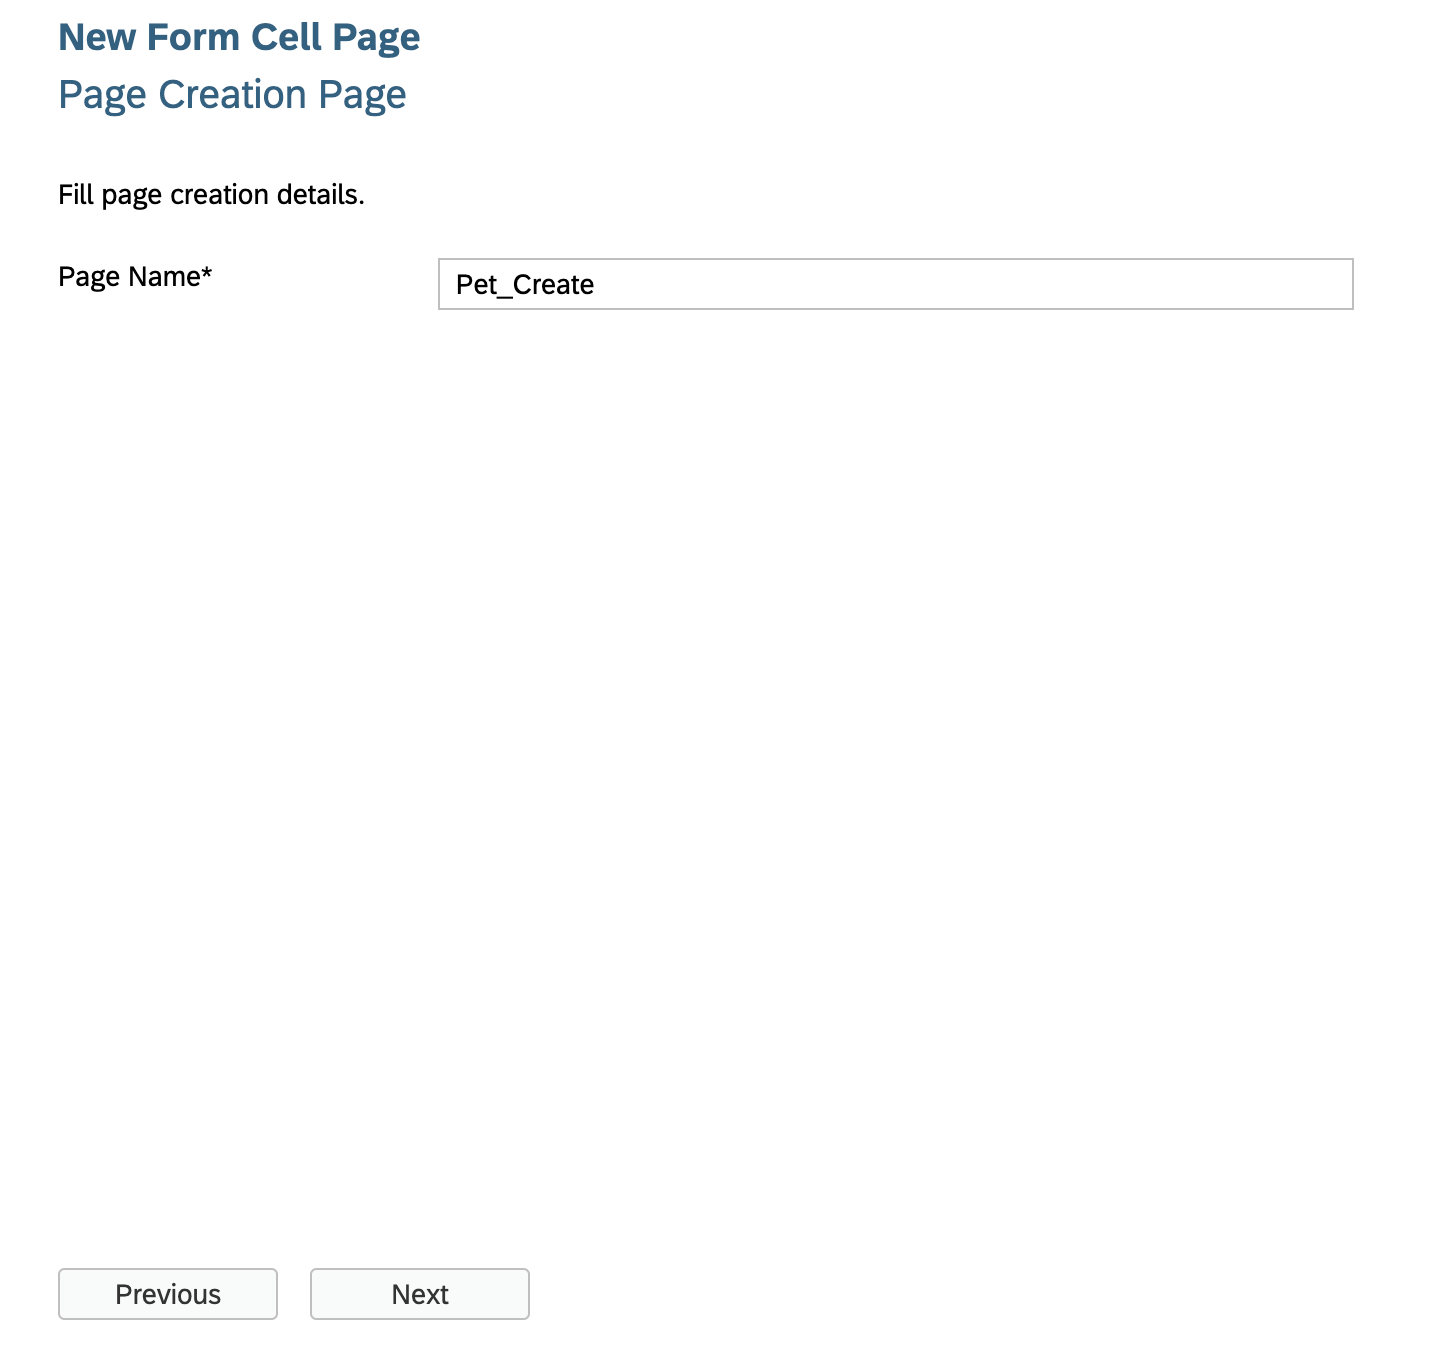 New Form Cell Page
Page Creation Page
Fill page creation details.
Page Name*
Pet_Create
Previous
Next